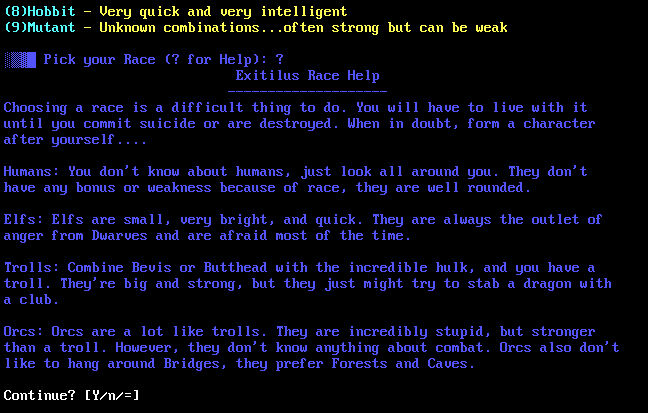 (8)Hobbit - Very quick and very intelligent
(9)Mutant - Unknown combinations...often strong but can be weak
Pick your Race (? for Help): ?
Exitilus Race Help
--------------------
Choosing a race is a difficult thing to do. You will have to live with it
until you commit suicide or are destroyed. When in doubt, form a character
after yourself....
Humans: You don't know about humans, just look all around you. They don't
have any bonus or weakness because of race, they are well rounded.
Elfs: Elfs are small, very bright, and quick. They are always the outlet of
anger from Dwarves and are afraid most of the time.
Trolls: Combine Bevis or Butthead with the incredible hulk, and you have a
troll. They're big and strong, but they just might try to stab a dragon with
a club.
Orcs: Orcs are a lot like trolls. They are incredibly stupid, but stronger
than a troll. However, they don't know anything about combat. Orcs also don't
like to hang around Bridges, they prefer Forests and Caves.
Continue? [Y/n/=]